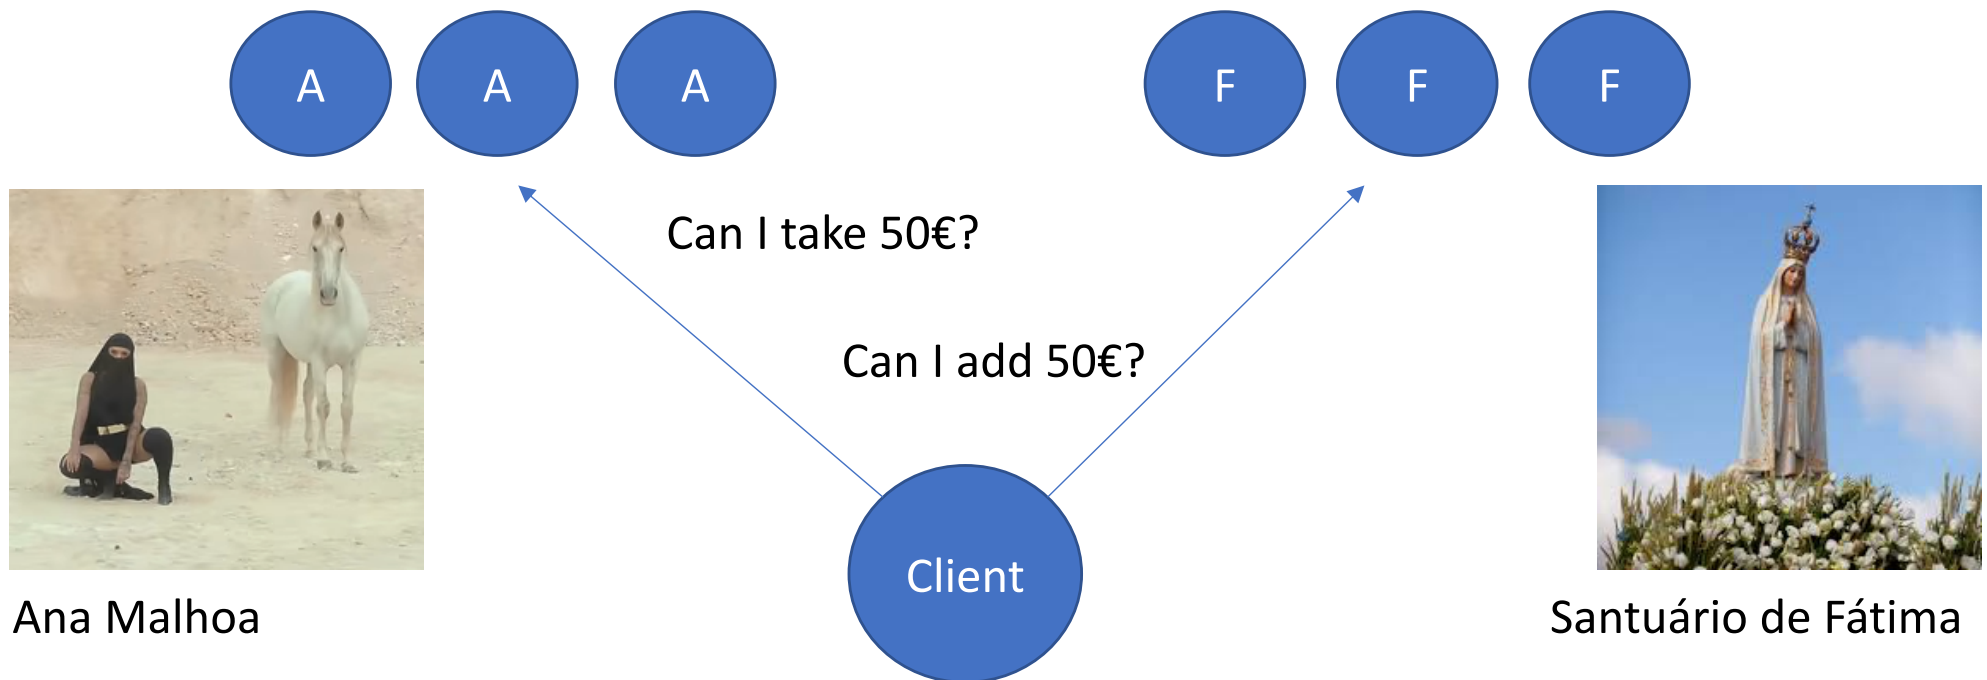 A A A F F F
Can I take 50€?
Can I add 50€?
Client
Ana Malhoa
Santuário de Fátima